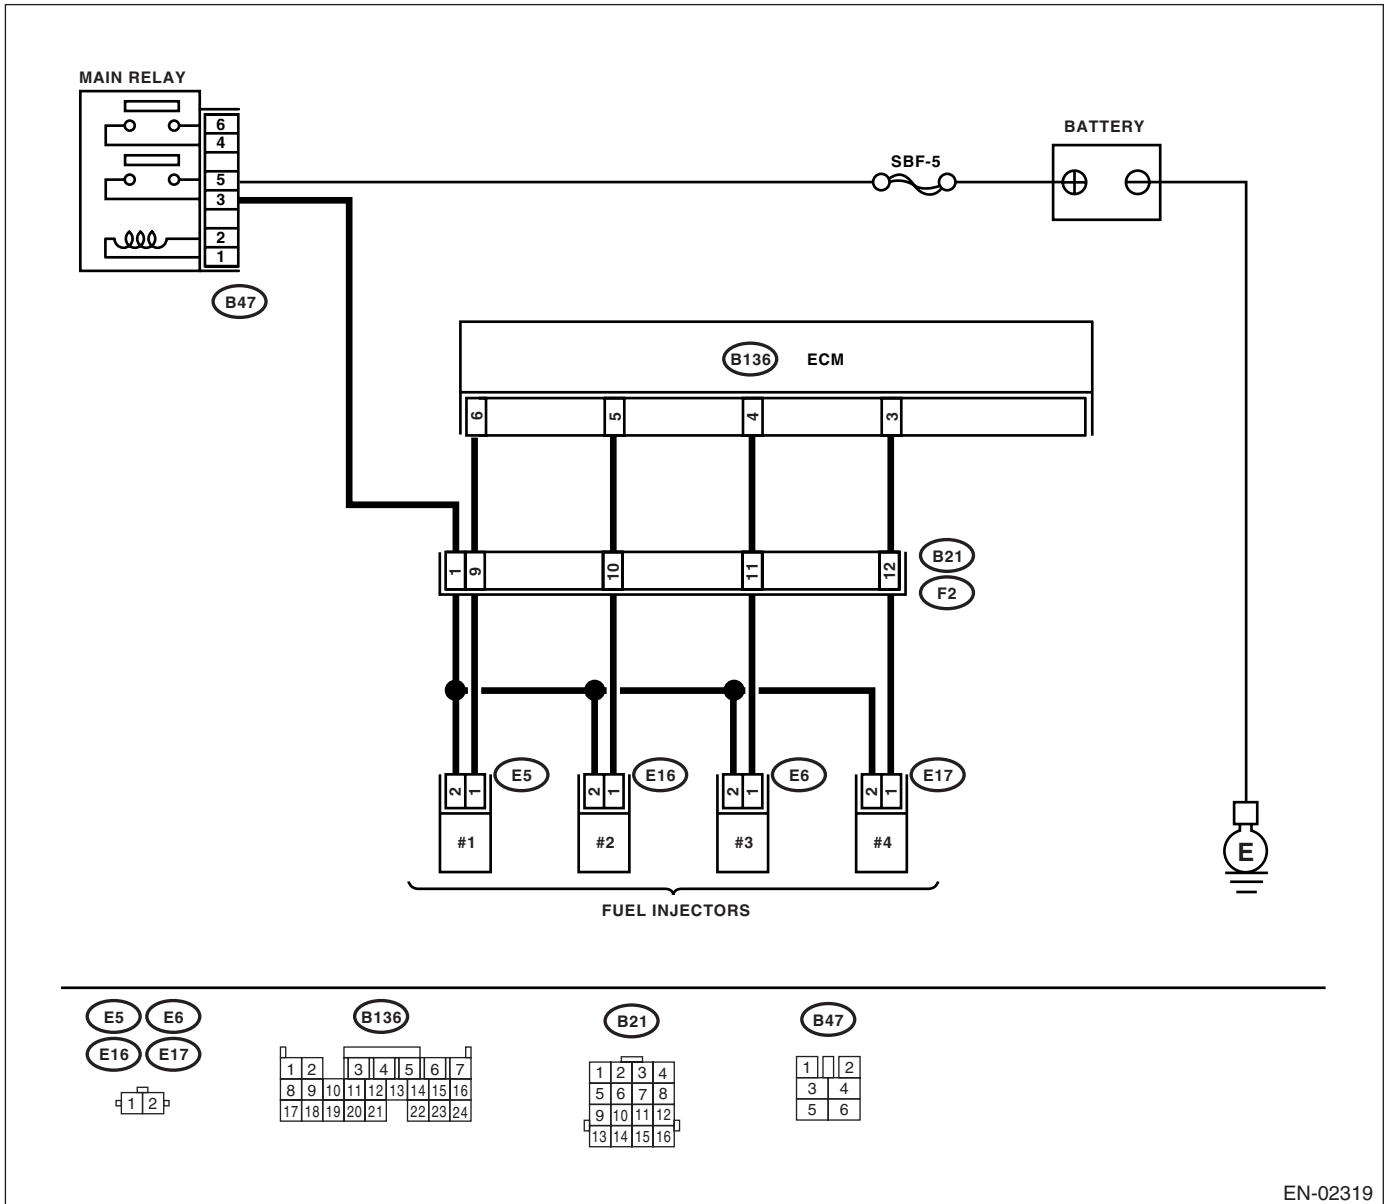 MAIN RELAY
6
4
5
3
2
1
B47
SBF-5
BATTERY
B136 ECM
6 5 4 3
1 9 10 11 12
B21
F2
2 1 E5
2 1 E16
2 1 E6
2 1 E17
#1 #2 #3 #4
E
FUEL INJECTORS
E5 E6
E16 E17
1 2
B136
1 2 3 4 5 6 7
8 9 10 11 12 13 14 15 16
17 18 19 20 21 22 23 24
B21
1 2 3 4
5 6 7 8
9 10 11 12
13 14 15 16
B47
1 2
3 4
5 6
EN-02319